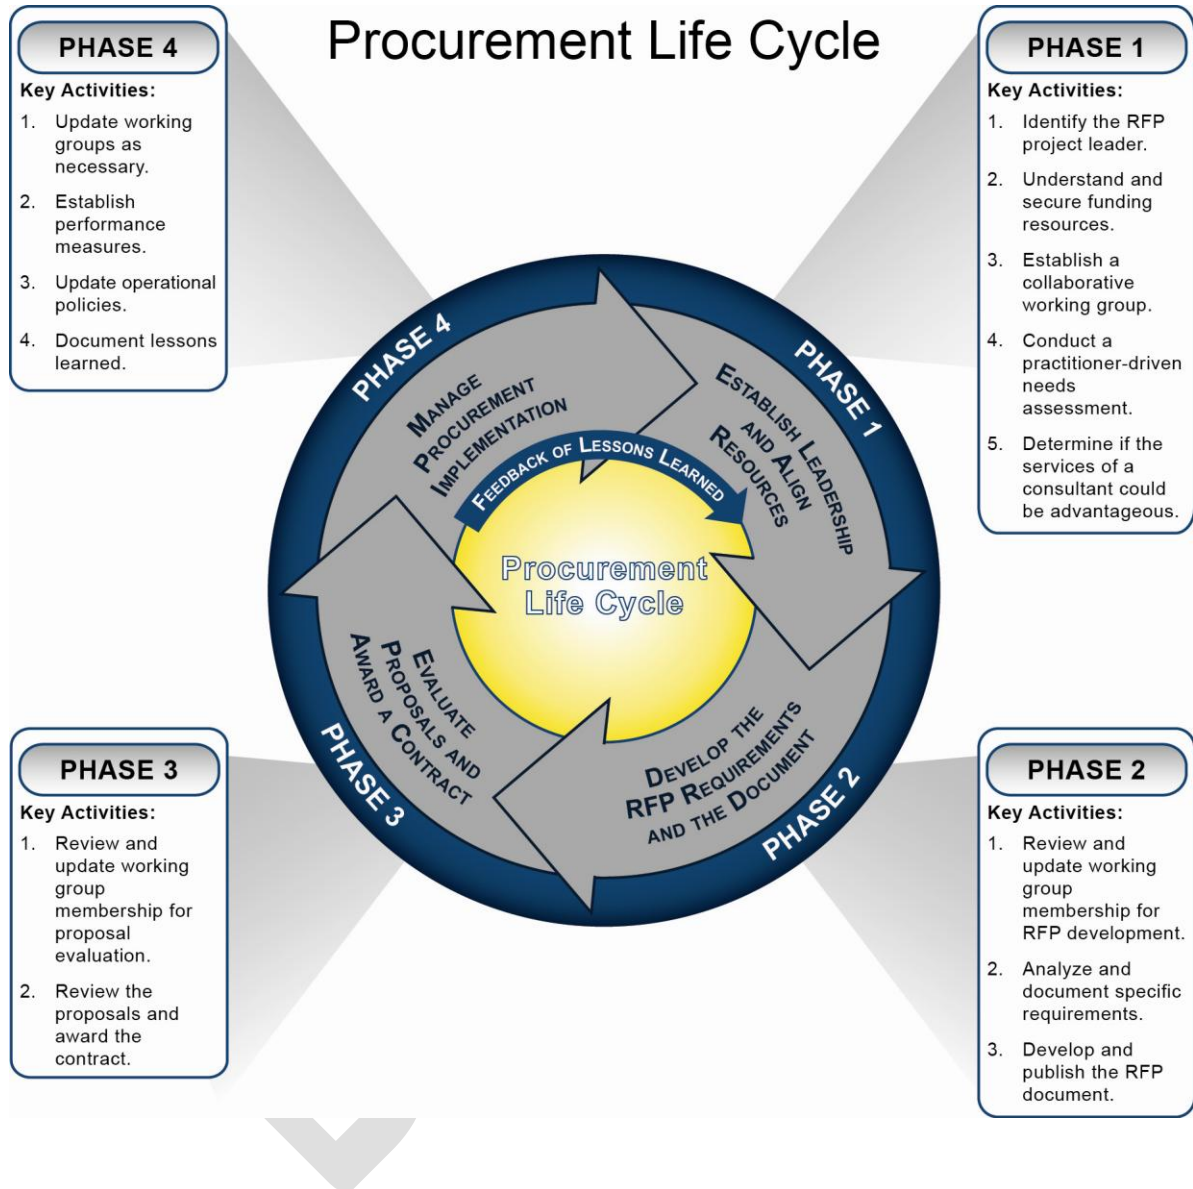 Procurement Life Cycle
PHASE 4
Key Activities:
1. Update working
groups as
necessary.
2. Establish
performance
measures.
3. Update operational
policies.
4. Document lessons
learned.
PHASE 1
Key Activities:
1. Identify the RFP
project leader.
2. Understand and
secure funding
resources.
3. Establish a
collaborative
working group.
4. Conduct a
practitioner-driven
needs
assessment.
5. Determine if the
services of a
consultant could
be advantageous.
PHASE 4
MANAGE
PROCUREMENT
IMPLEMENTATION
PHASE 1
ESTABLISH LEADERSHIP
AND ALIGN
RESOURCES
FEEDBACK OF LESSONS LEARNED
Procurement
Life Cycle
EVALUATE
PROPOSALS AND
AWARD A CONTRACT
PHASE 3
DEVELOP THE
RFP REQUIREMENTS
AND THE DOCUMENT
PHASE 2
PHASE 3
Key Activities:
1. Review and
update working
group
membership for
proposal
evaluation.
2. Review the
proposals and
award the
contract.
PHASE 2
Key Activities:
1. Review and
update working
group
membership for
RFP development.
2. Analyze and
document specific
requirements.
3. Develop and
publish the RFP
document.